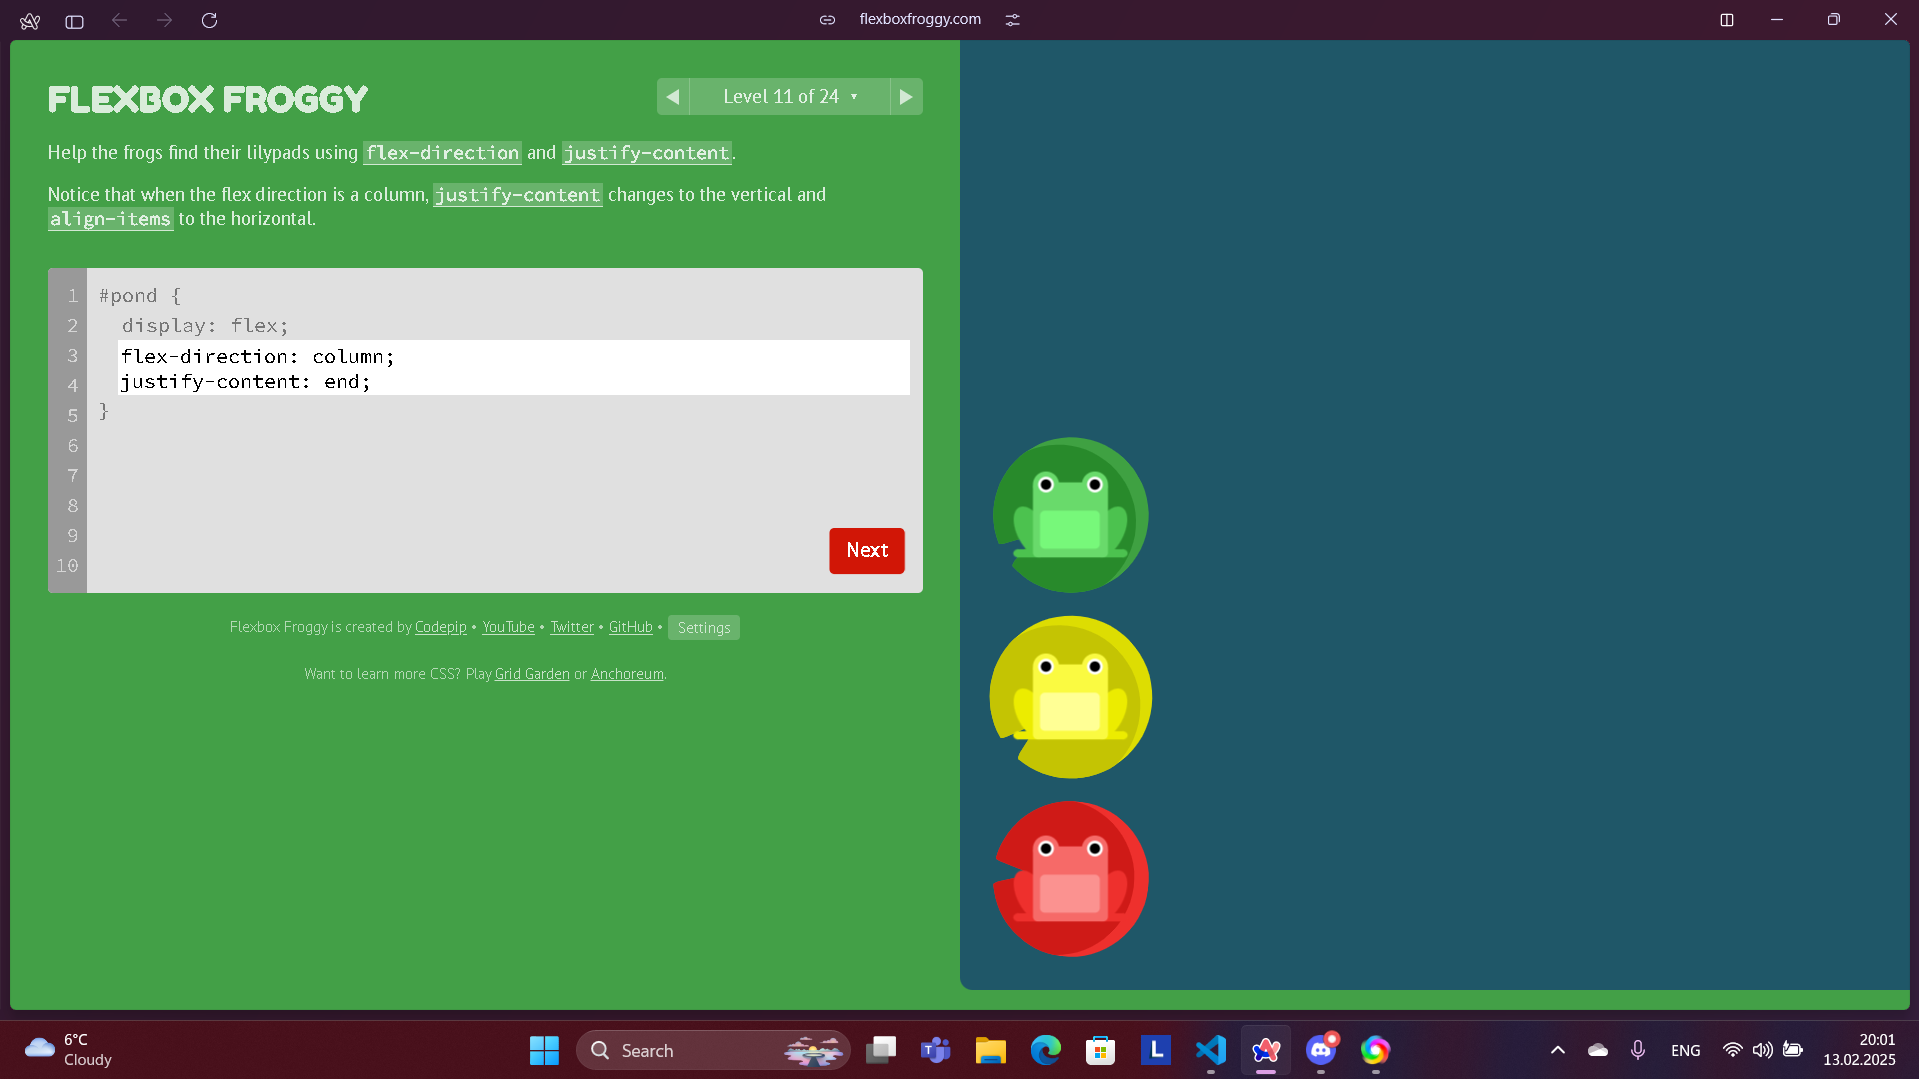 flexboxfroggy.com
FLEXBOX FROGGY
Level 11 of 24 ▼
Help the frogs find their lilypads using flex-direction and justify-content.
Notice that when the flex direction is a column, justify-content changes to the vertical and
align-items to the horizontal.
1 #pond {
2 display: flex;
3 flex-direction: column;
4 justify-content: end;
5 }
6
7
8
9
10
Next
Flexbox Froggy is created by Codepip • YouTube • Twitter • GitHub • Settings
Want to learn more CSS? Play Grid Garden or Anchoreum.
6°C
Cloudy
Search
T
L
ENG
20:01
13.02.2025